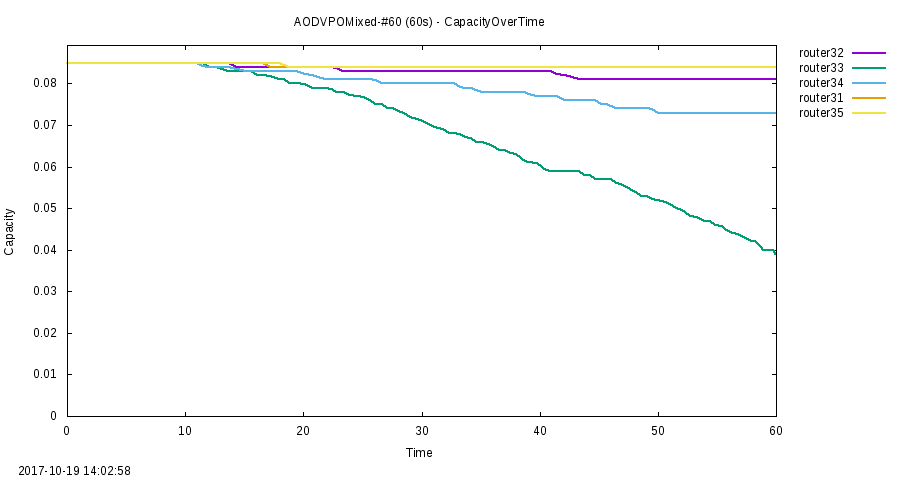 AODVPOMixed-#60 (60s) - CapacityOverTime
router32
router33
router34
router31
router35
0.08
0.07
0.06
0.05
0.04
0.03
0.02
0.01
0
Capacity
0 10 20 30 40 50 60
Time
2017-10-19 14:02:58